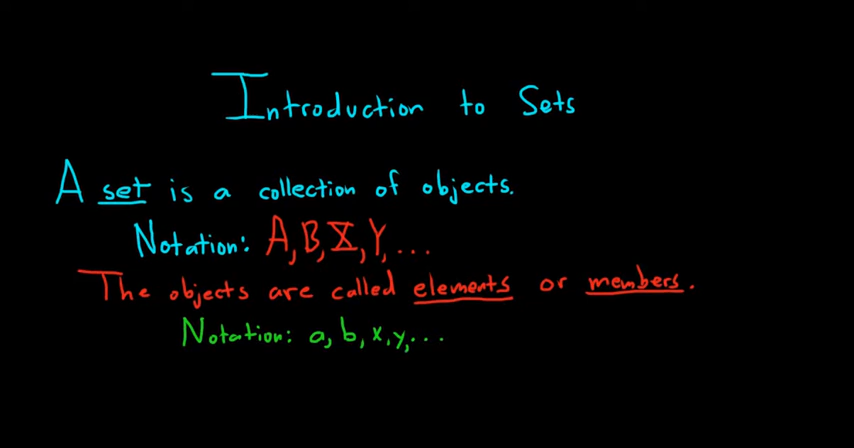 Introduction to Sets
A set is a collection of objects.
Notation: A, B, X, Y, ...
The objects are called elements or members.
Notation: a, b, x, y, ...